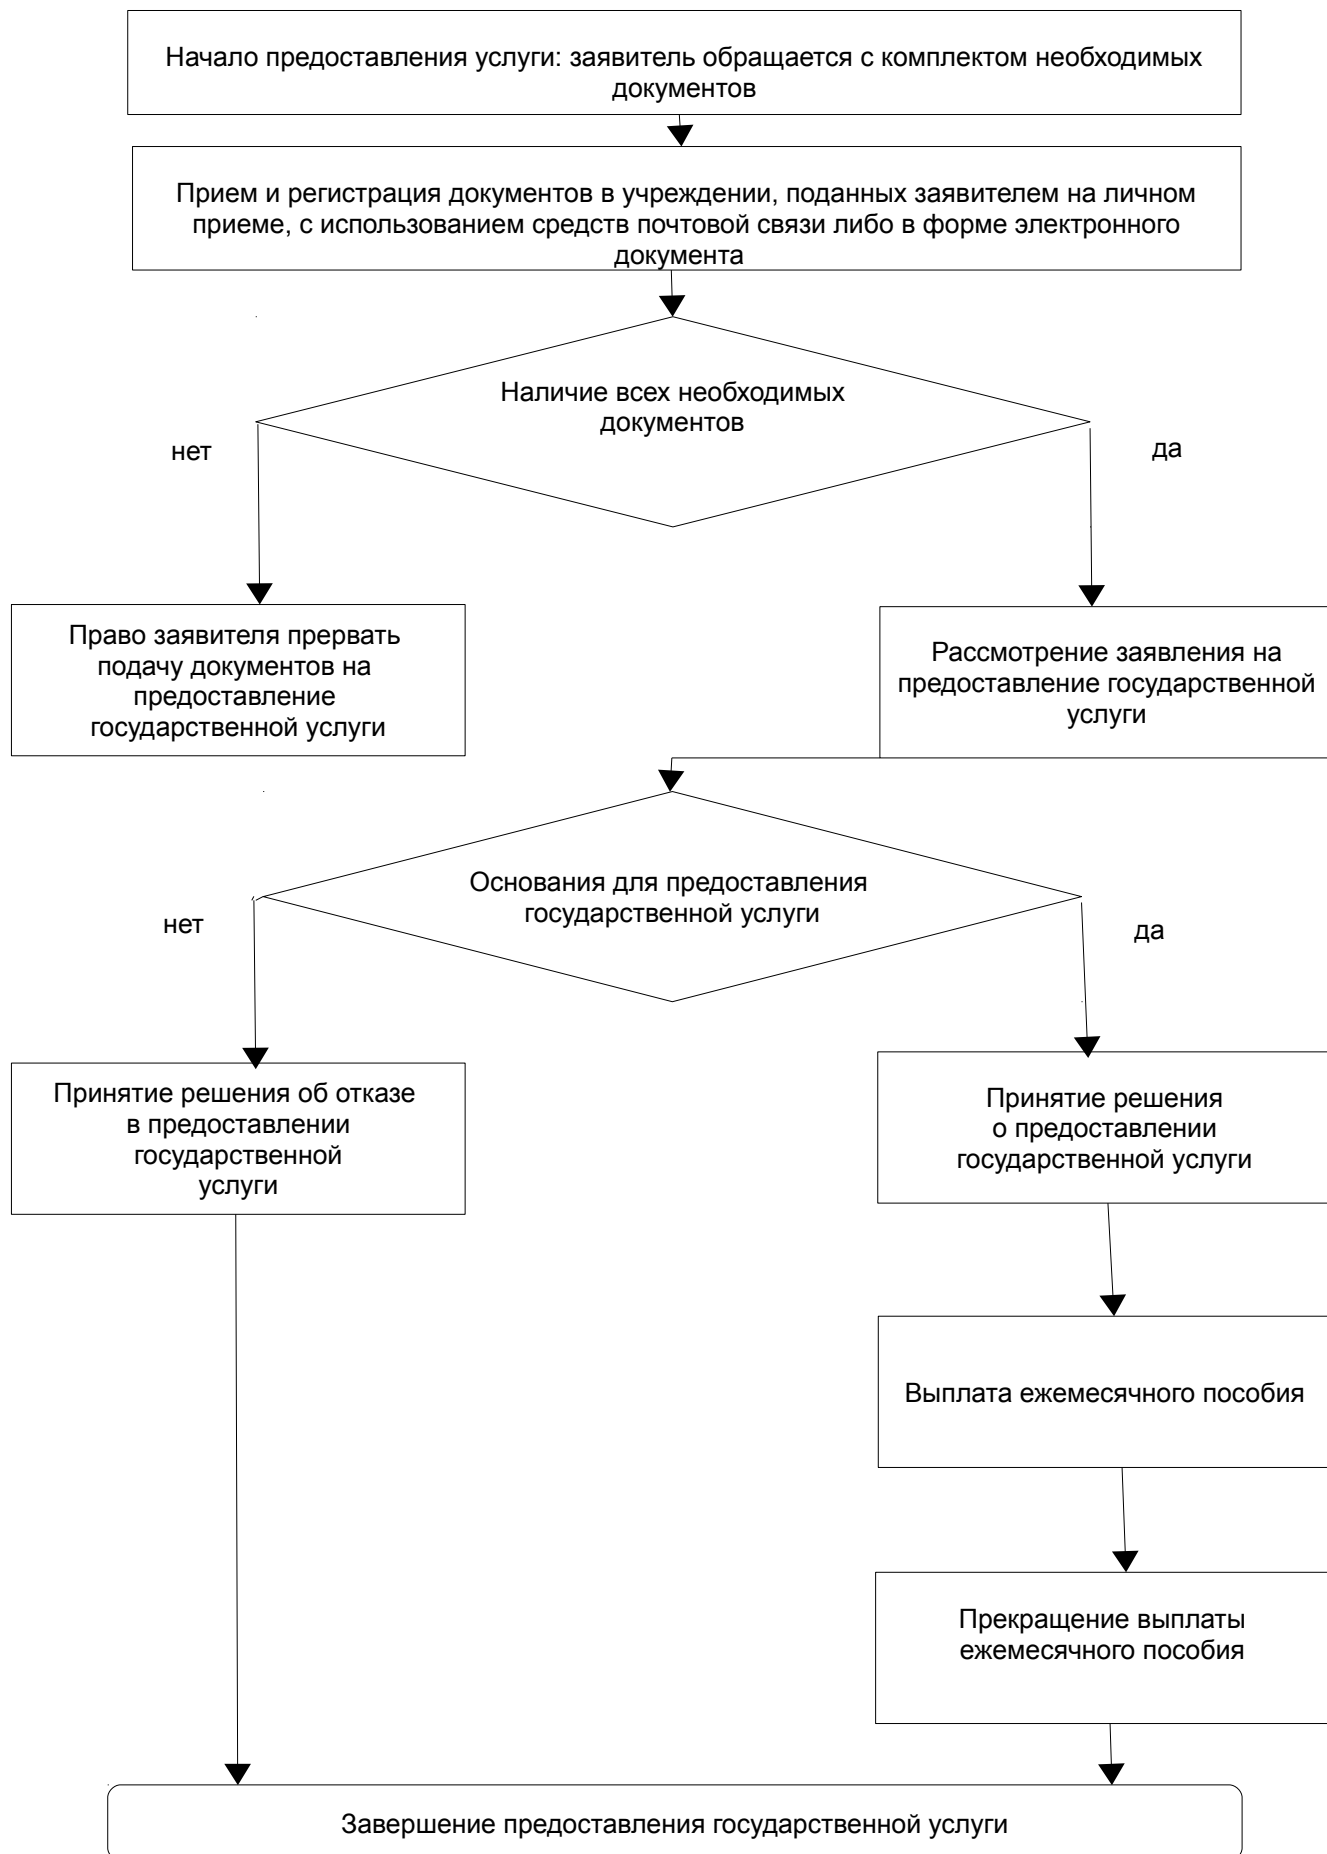 Начало предоставления услуги: заявитель обращается с комплектом необходимых
документов
Прием и регистрация документов в учреждении, поданных заявителем на личном
приеме, с использованием средств почтовой связи либо в форме электронного
документа
Наличие всех необходимых
документов
нет
да
Право заявителя прервать
подачу документов на
предоставление
государственной услуги
Рассмотрение заявления на
предоставление государственной
услуги
Основания для предоставления
государственной услуги
нет
да
Принятие решения об отказе
в предоставлении
государственной
услуги
Принятие решения
о предоставлении
государственной услуги
Выплата ежемесячного пособия
Прекращение выплаты
ежемесячного пособия
Завершение предоставления государственной услуги